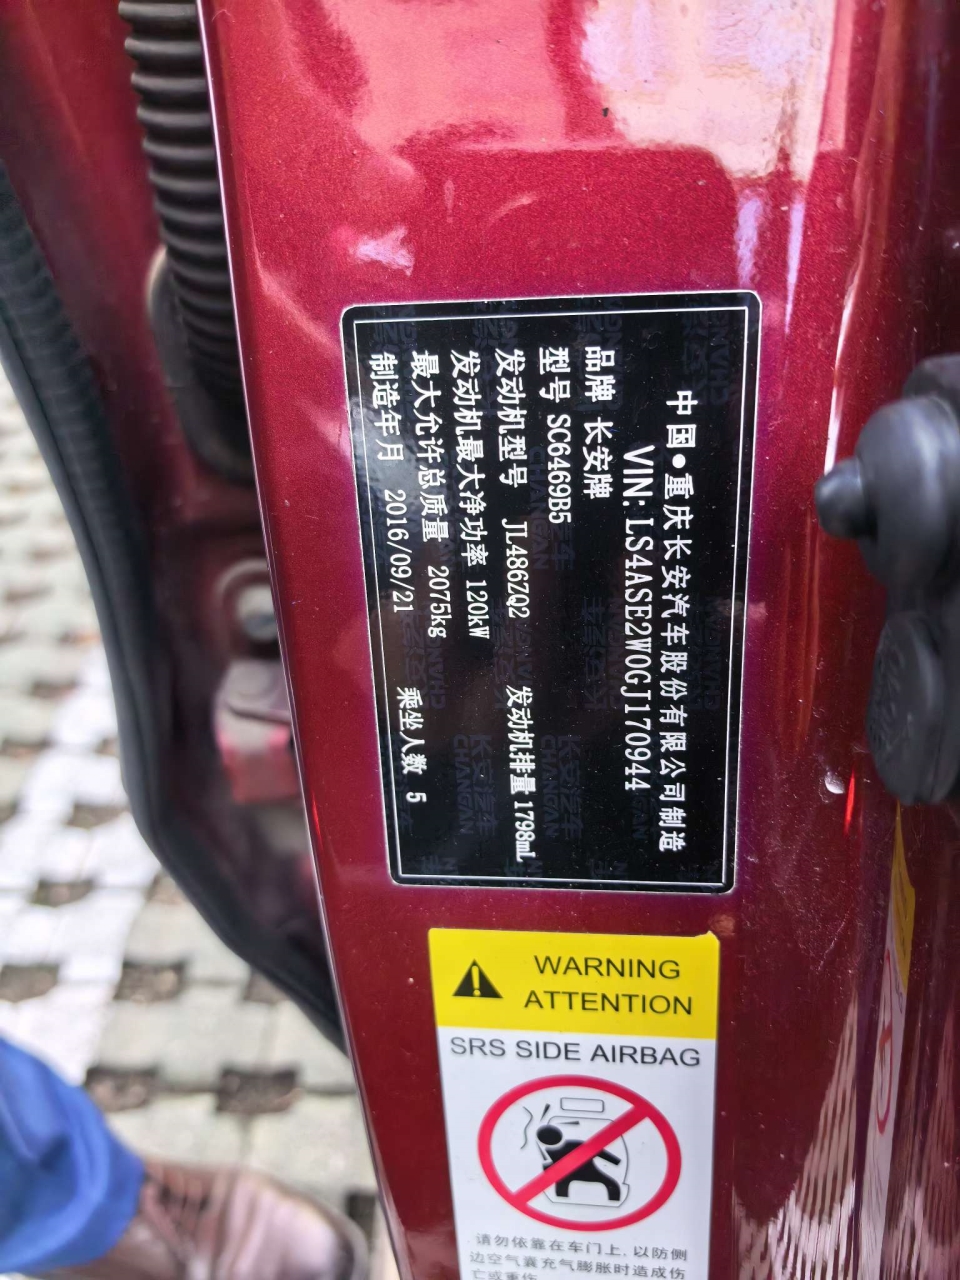 中国•重庆长安汽车股份有限公司制造
VIN: LS4ASE2W0GJ170944
品牌 长安牌
型号 SC6469B5
发动机型号 JL486ZQ2 发动机排量 1798mL
发动机最大净功率 120kW
最大允许总质量 2075kg
制造年月 2016/09/21 乘坐人数 5
WARNING
ATTENTION
SRS SIDE AIRBAG
请勿依靠在车门上,以防侧
边空气囊充气膨胀时造成伤
亡或重伤